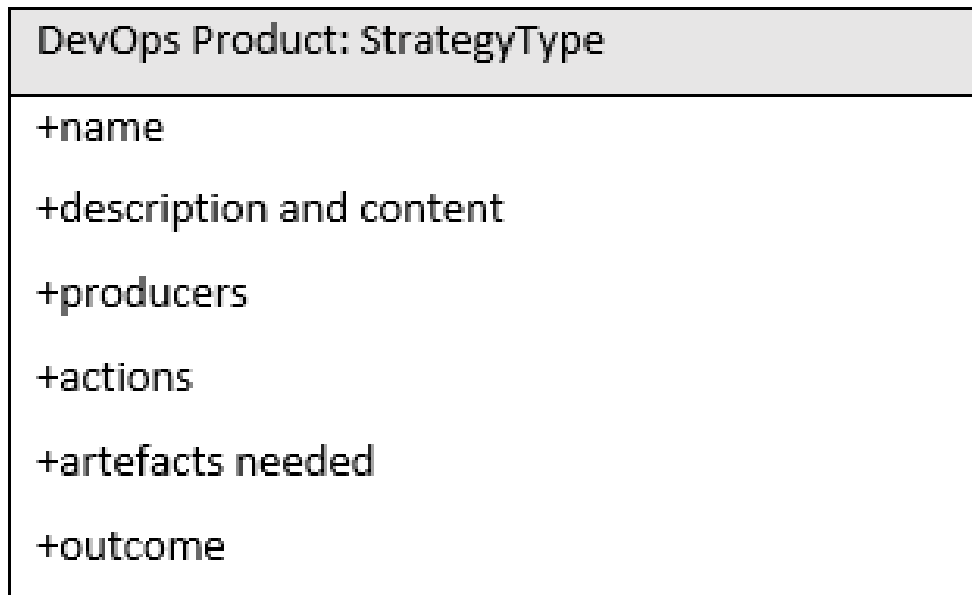 DevOps Product: StrategyType
+name
+description and content
+producers
+actions
+artefacts needed
+outcome